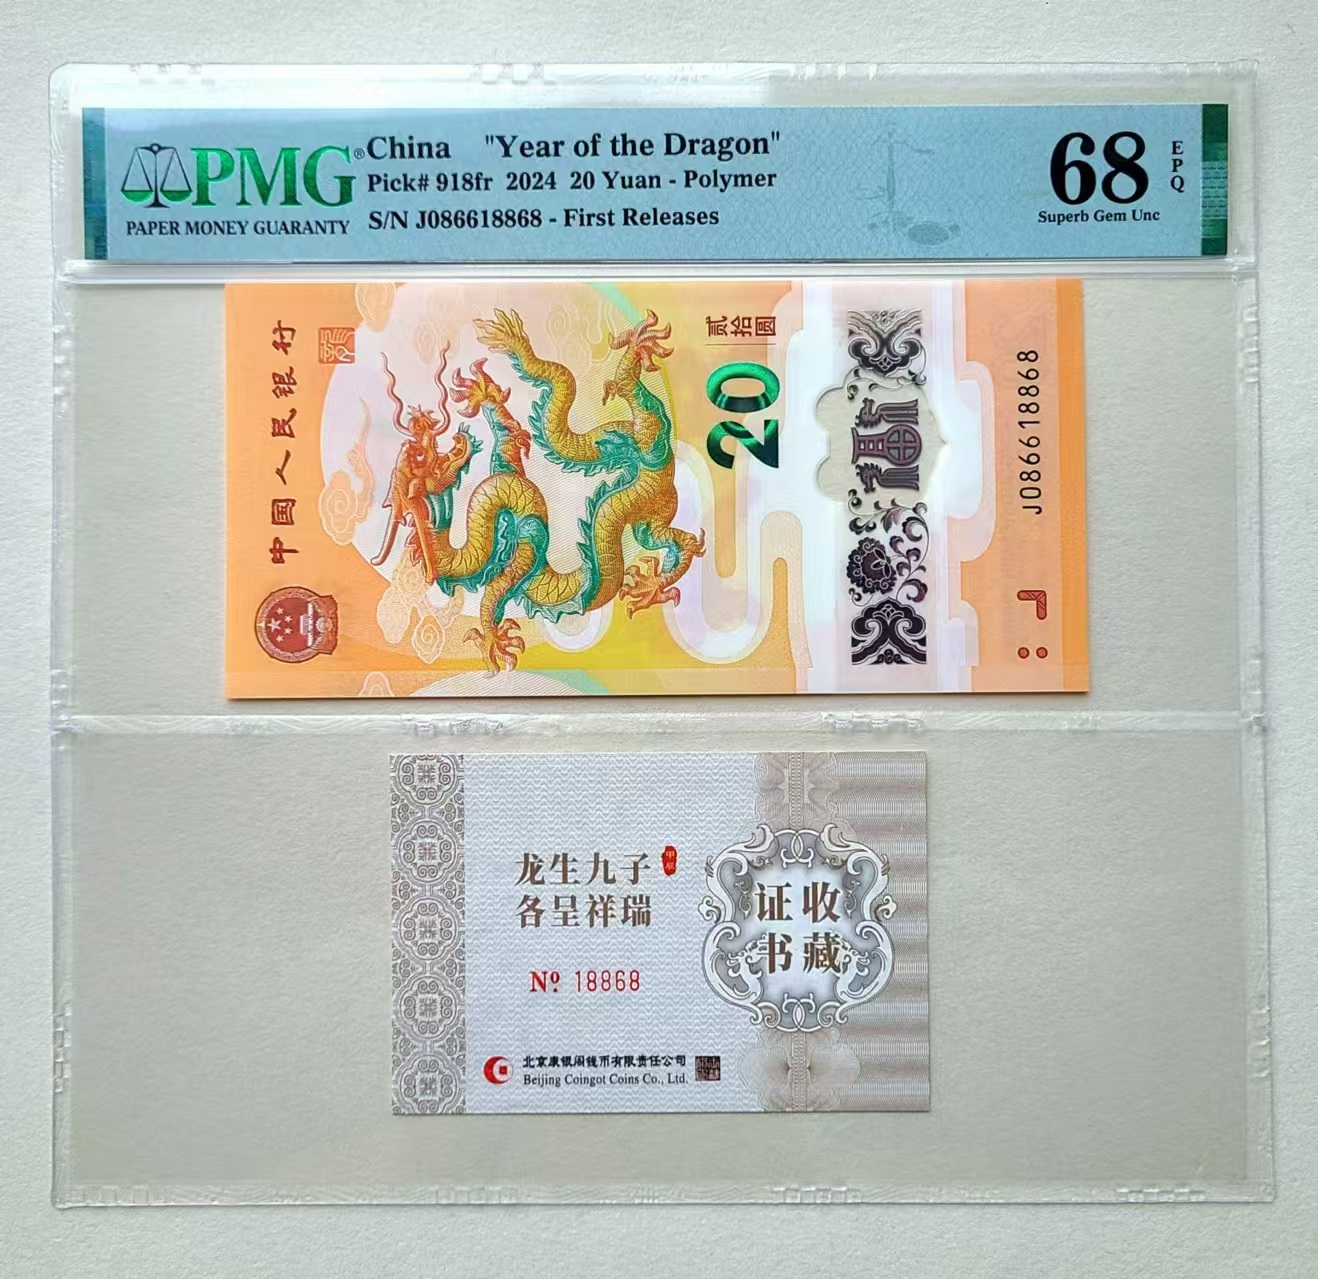 PMG®
PAPER MONEY GUARANTY
China "Year of the Dragon"
Pick# 918fr 2024 20 Yuan - Polymer
S/N J086618868 - First Releases
68
EPQ
Superb Gem Unc
中国人民银行
贰拾圆
20
J086618868
龙生九子
甲辰
各呈祥瑞
Nº 18868
收藏
证书
北京康银阁钱币有限责任公司
Beijing Coingot Coins Co., Ltd.